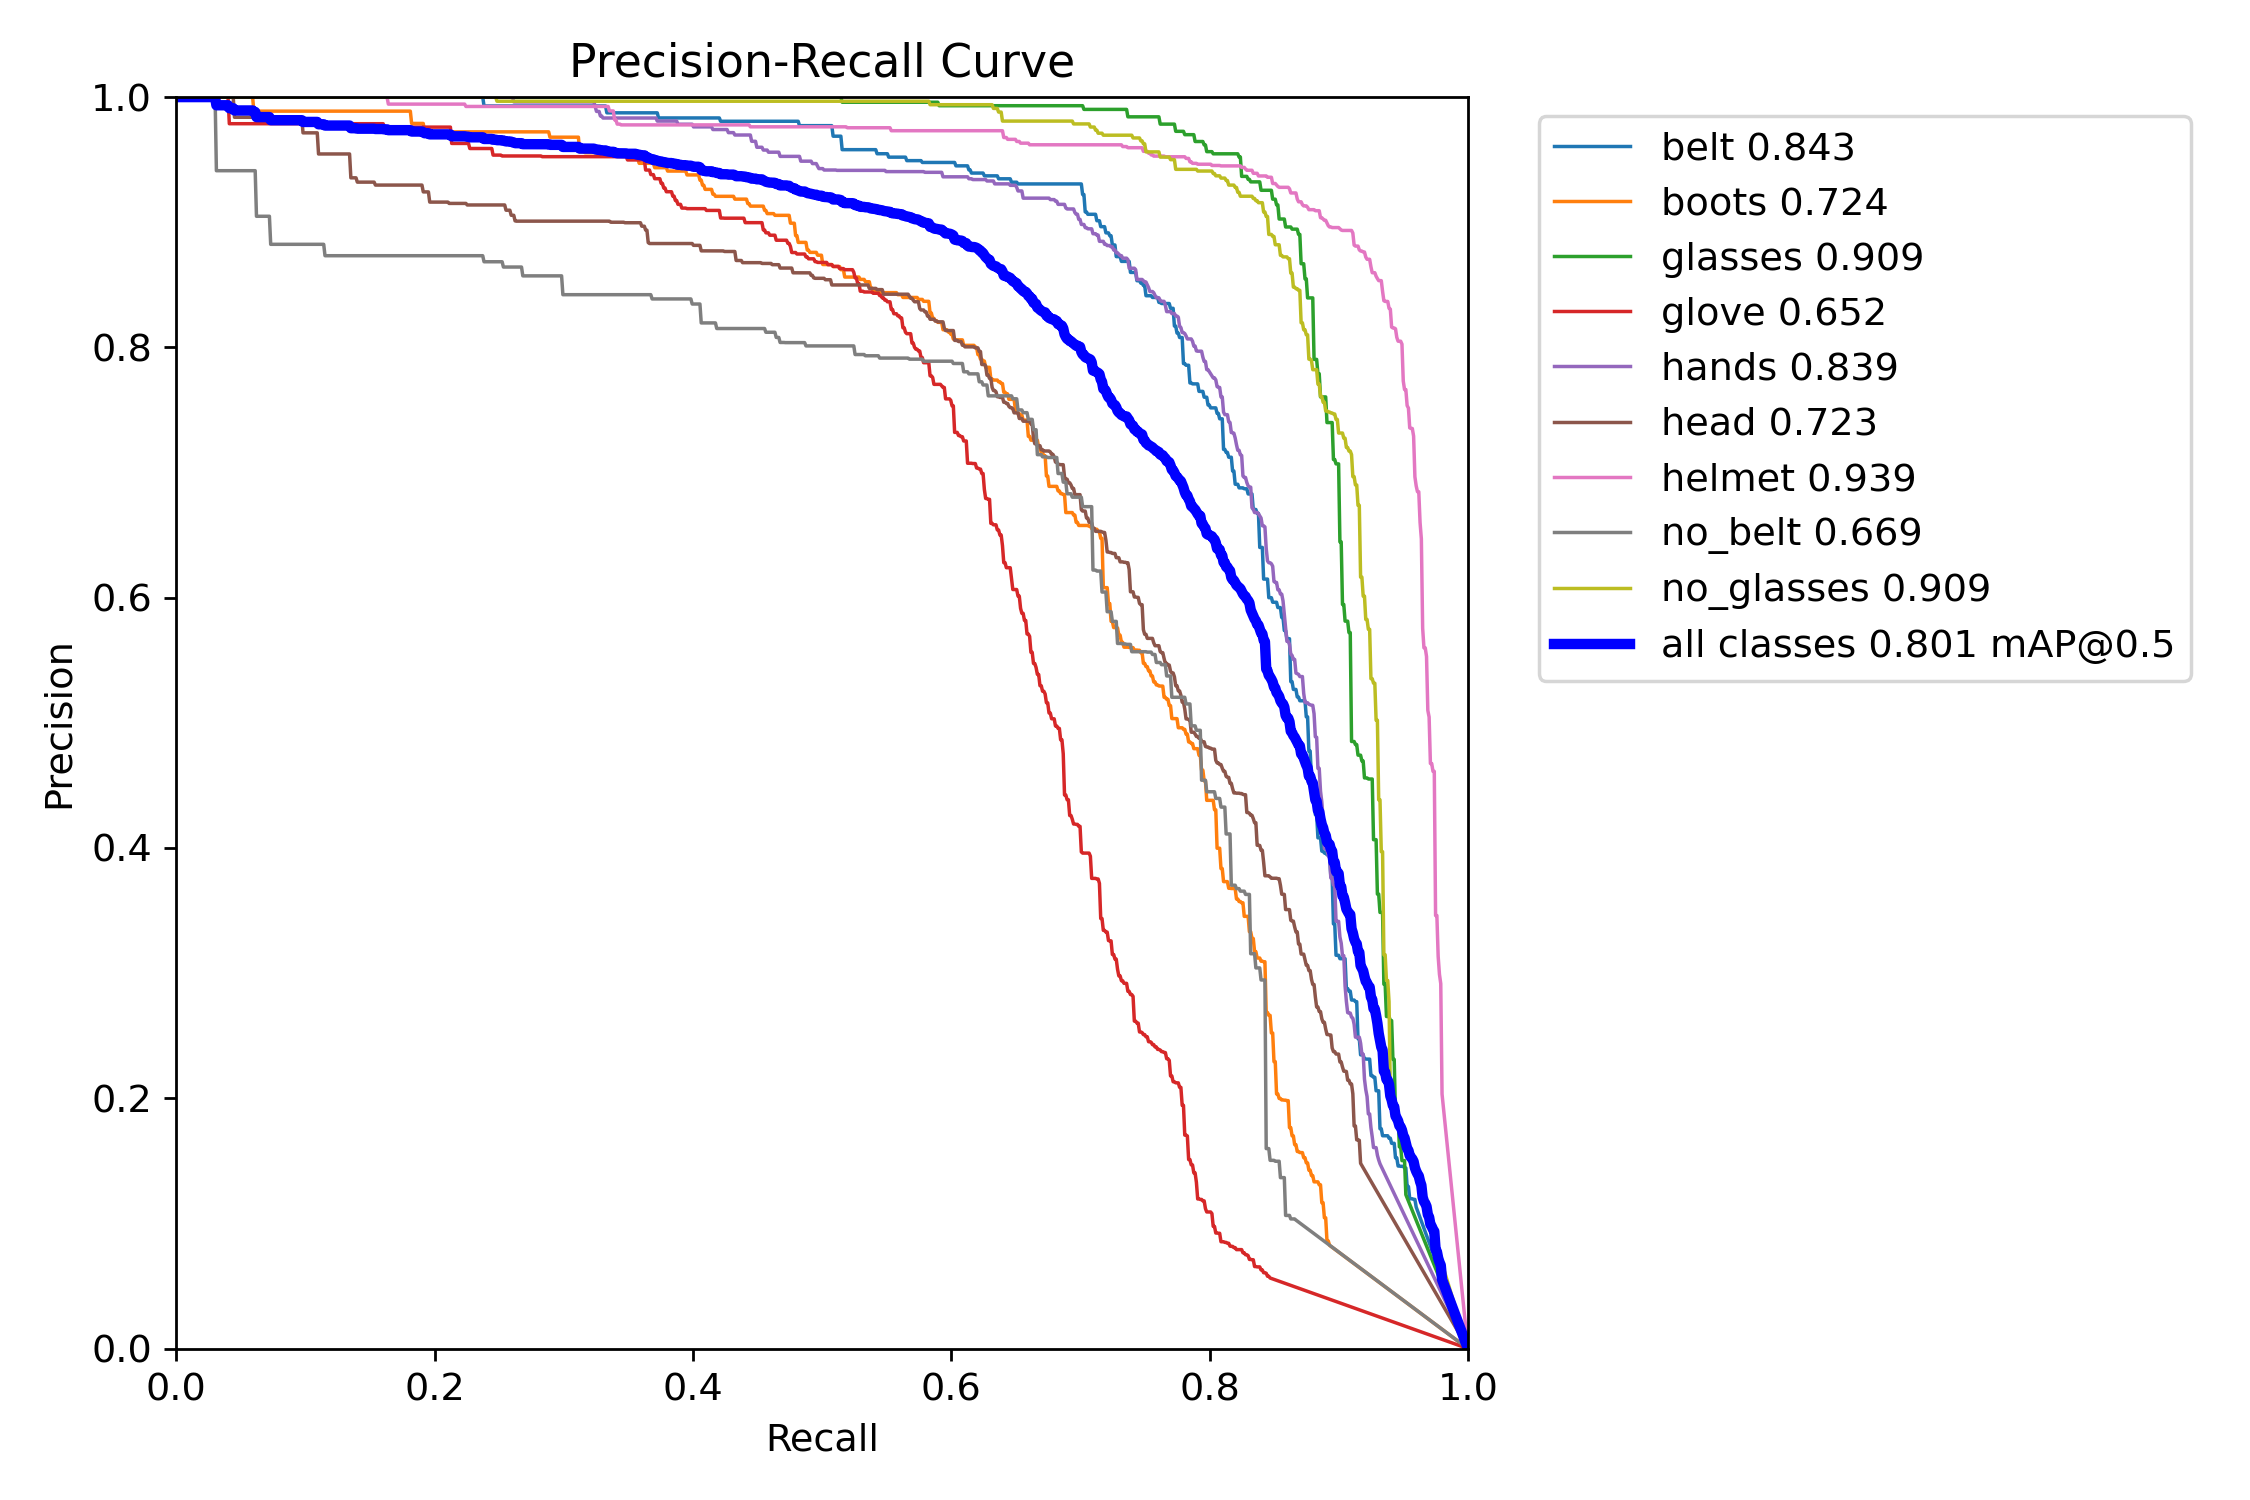 Precision-Recall Curve
1.0
0.8
0.6
0.4
0.2
0.0
Precision
0.0 0.2 0.4 0.6 0.8 1.0
Recall
belt 0.843
boots 0.724
glasses 0.909
glove 0.652
hands 0.839
head 0.723
helmet 0.939
no_belt 0.669
no_glasses 0.909
all classes 0.801 mAP@0.5